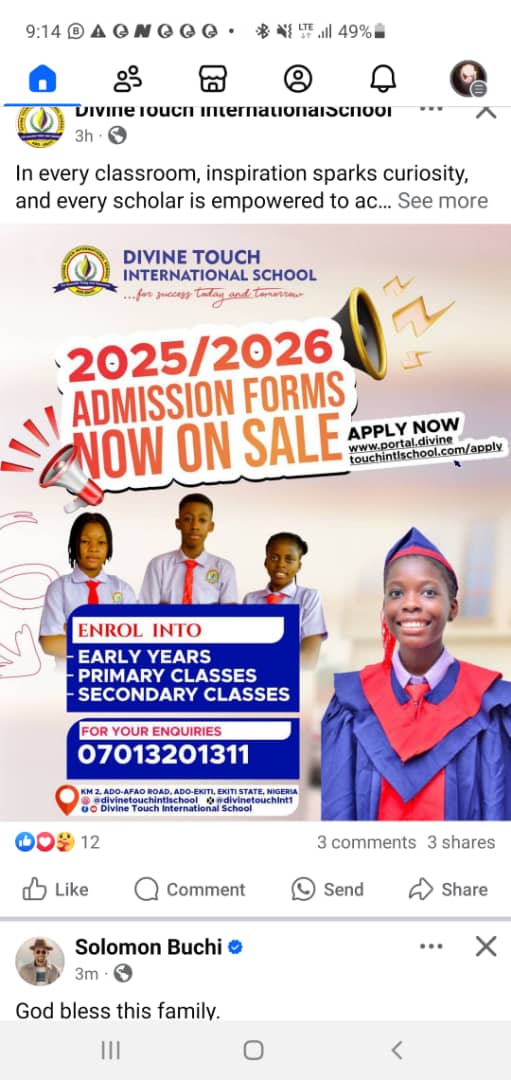 9:14
LTE
49%
Divine Touch InternationalSchool
3h
In every classroom, inspiration sparks curiosity,
and every scholar is empowered to ac... See more
DIVINE TOUCH
INTERNATIONAL SCHOOL
...for success today and tomorrow
2025/2026
ADMISSION FORMS
NOW ON SALE
APPLY NOW
www.portal.divine
touchintlschool.com/apply
ENROL INTO
- EARLY YEARS
- PRIMARY CLASSES
- SECONDARY CLASSES
FOR YOUR ENQUIRIES
07013201311
KM 2, ADO-AFAO ROAD, ADO-EKITI, EKITI STATE, NIGERIA
@divinetouchintlschool @divinetouchInt1
Divine Touch International School
12
3 comments 3 shares
Like Comment Send Share
Solomon Buchi
3m
God bless this family.